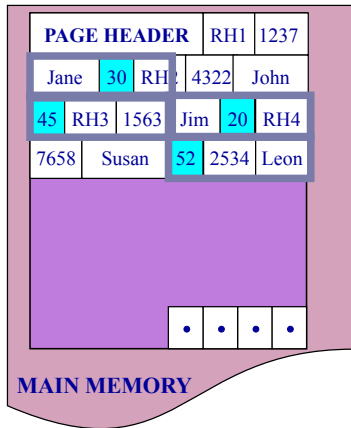 PAGE HEADER RH1 1237
Jane 30 RH2 4322 John
45 RH3 1563 Jim 20 RH4
7658 Susan 52 2534 Leon
MAIN MEMORY